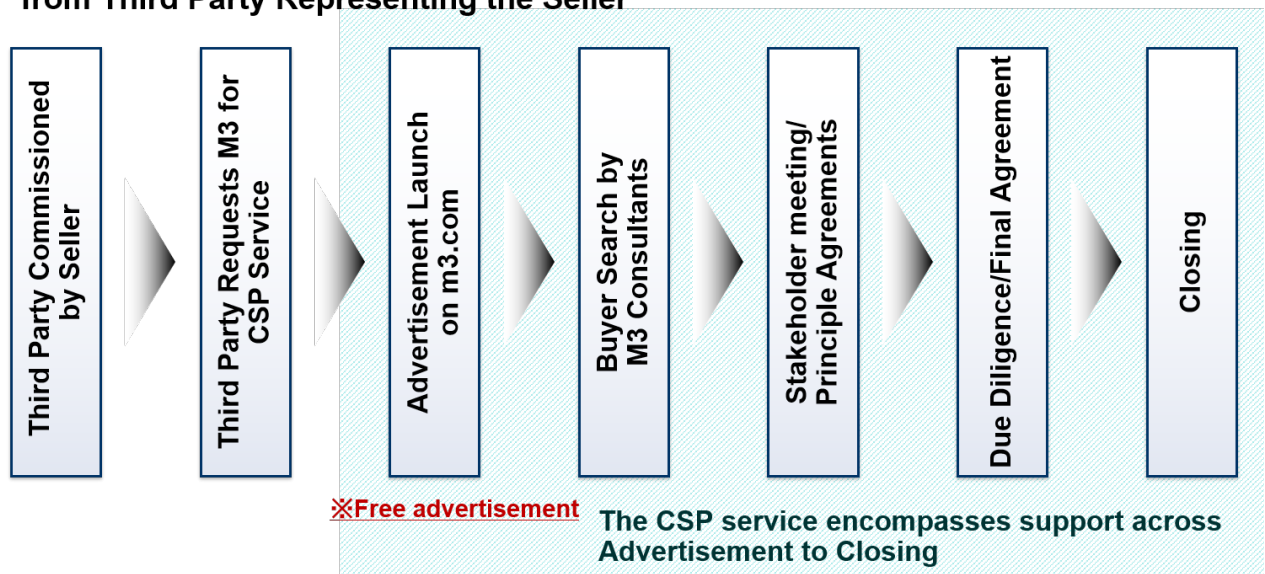 from Third Party Representing the Seller
Third Party Commissioned
by Seller
Third Party Requests M3 for
CSP Service
Advertisement Launch
on m3.com
Buyer Search by
M3 Consultants
Stakeholder meeting/
Principle Agreements
Due Diligence/Final Agreement
Closing
※Free advertisement
The CSP service encompasses support across
Advertisement to Closing